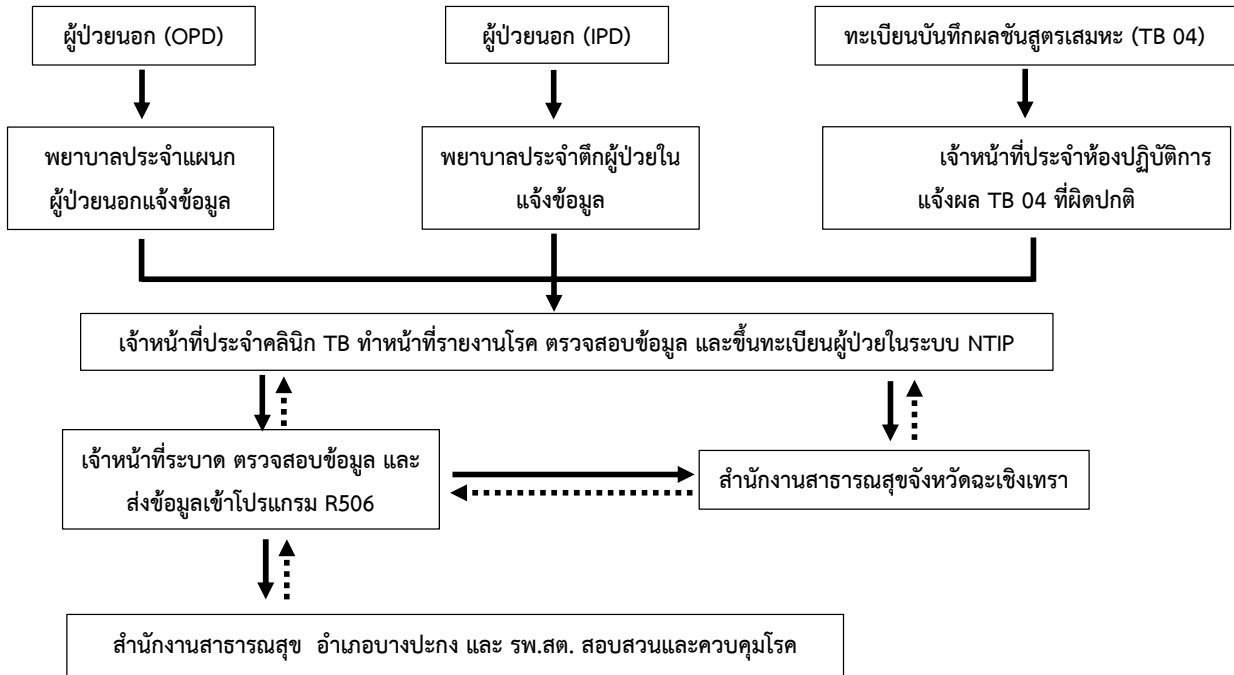 ผู้ป่วยนอก (OPD)
ผู้ป่วยนอก (IPD)
ทะเบียนบันทึกผลชันสูตรเสมหะ (TB 04)
พยาบาลประจำแผนก
ผู้ป่วยนอกแจ้งข้อมูล
พยาบาลประจำตึกผู้ป่วยใน
แจ้งข้อมูล
เจ้าหน้าที่ประจำห้องปฏิบัติการ
แจ้งผล TB 04 ที่ผิดปกติ
เจ้าหน้าที่ประจำคลินิก TB ทำหน้าที่รายงานโรค ตรวจสอบข้อมูล และขึ้นทะเบียนผู้ป่วยในระบบ NTIP
เจ้าหน้าที่ระบาด ตรวจสอบข้อมูล และ
ส่งข้อมูลเข้าโปรแกรม R506
สำนักงานสาธารณสุขจังหวัดฉะเชิงเทรา
สำนักงานสาธารณสุข อำเภอบางปะกง และ รพ.สต. สอบสวนและควบคุมโรค